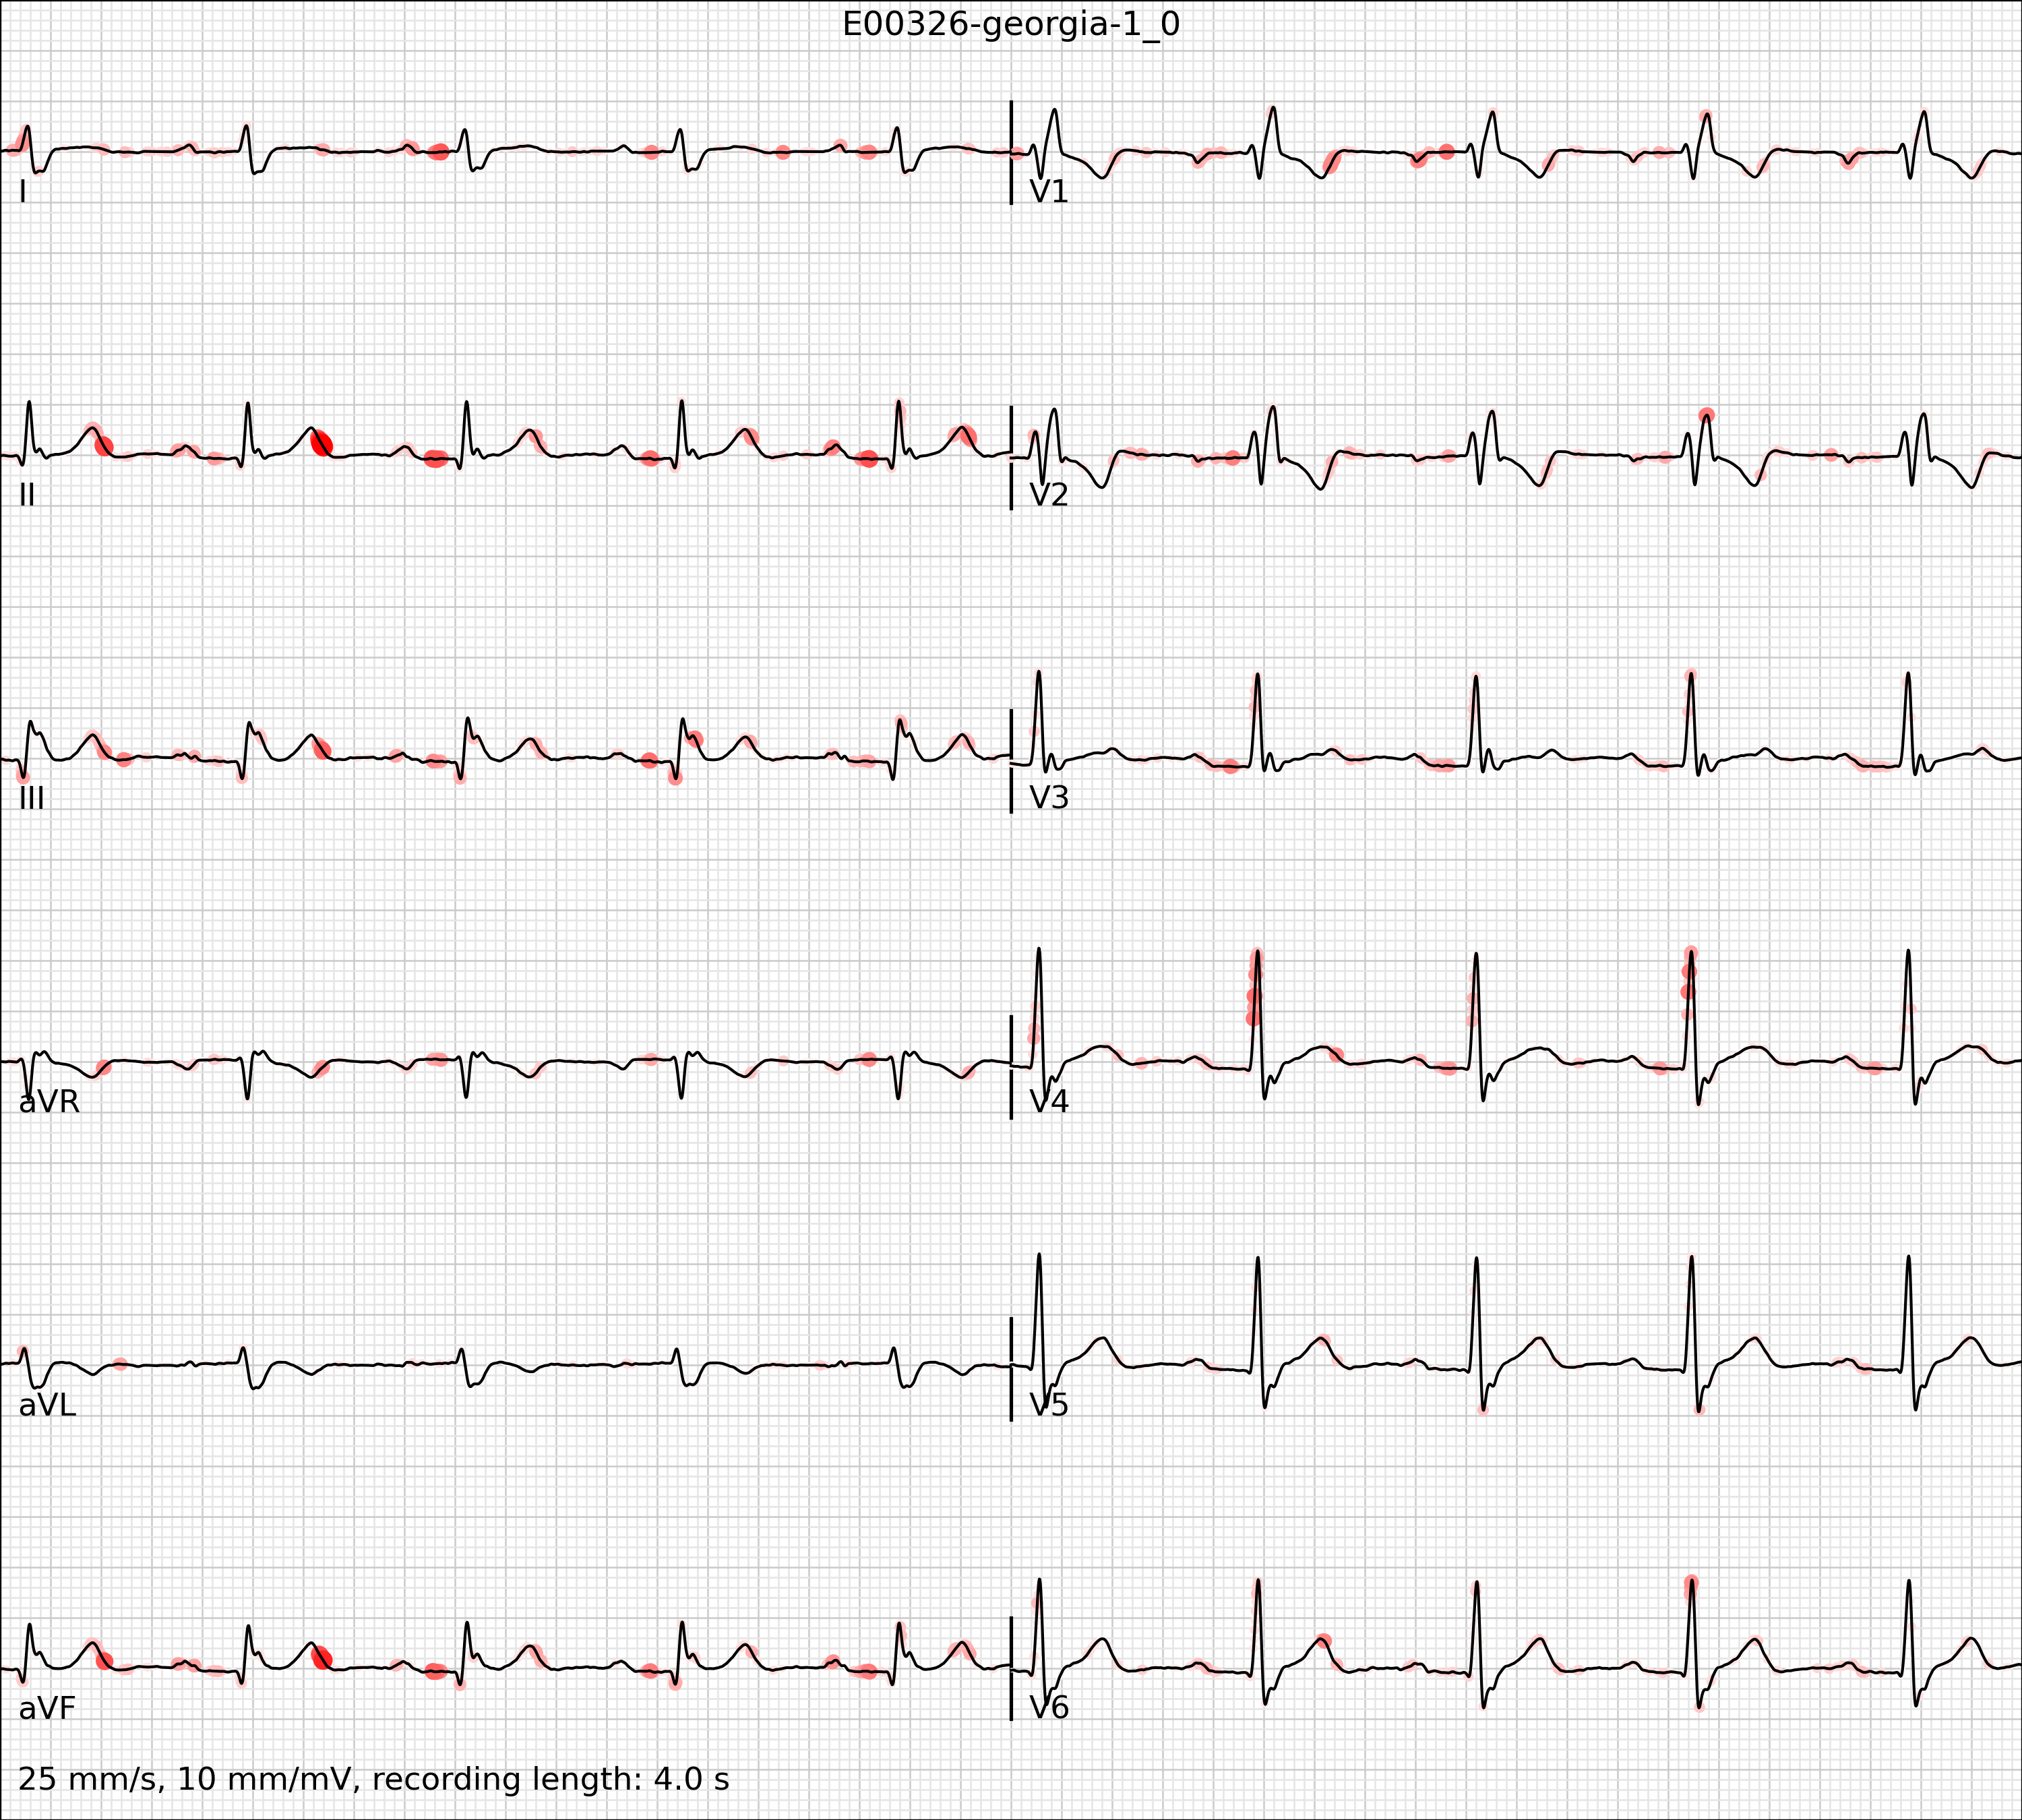 E00326-georgia-1_0
I
V1
II
V2
III
V3
aVR
V4
aVL
V5
aVF
V6
25 mm/s, 10 mm/mV, recording length: 4.0 s